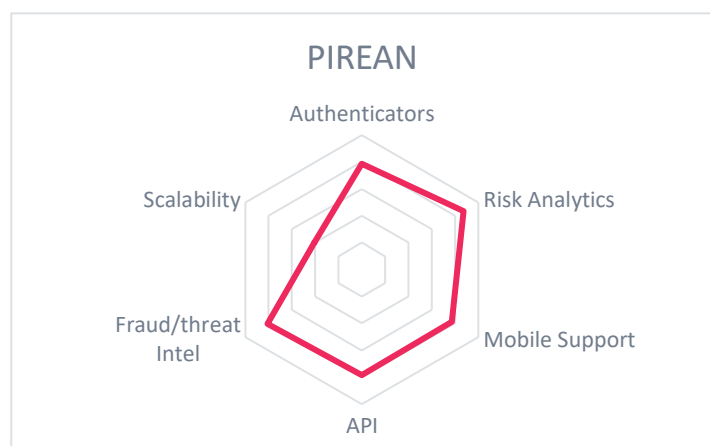 PIREAN
Authenticators
Scalability
Risk Analytics
Fraud/threat
Intel
Mobile Support
API